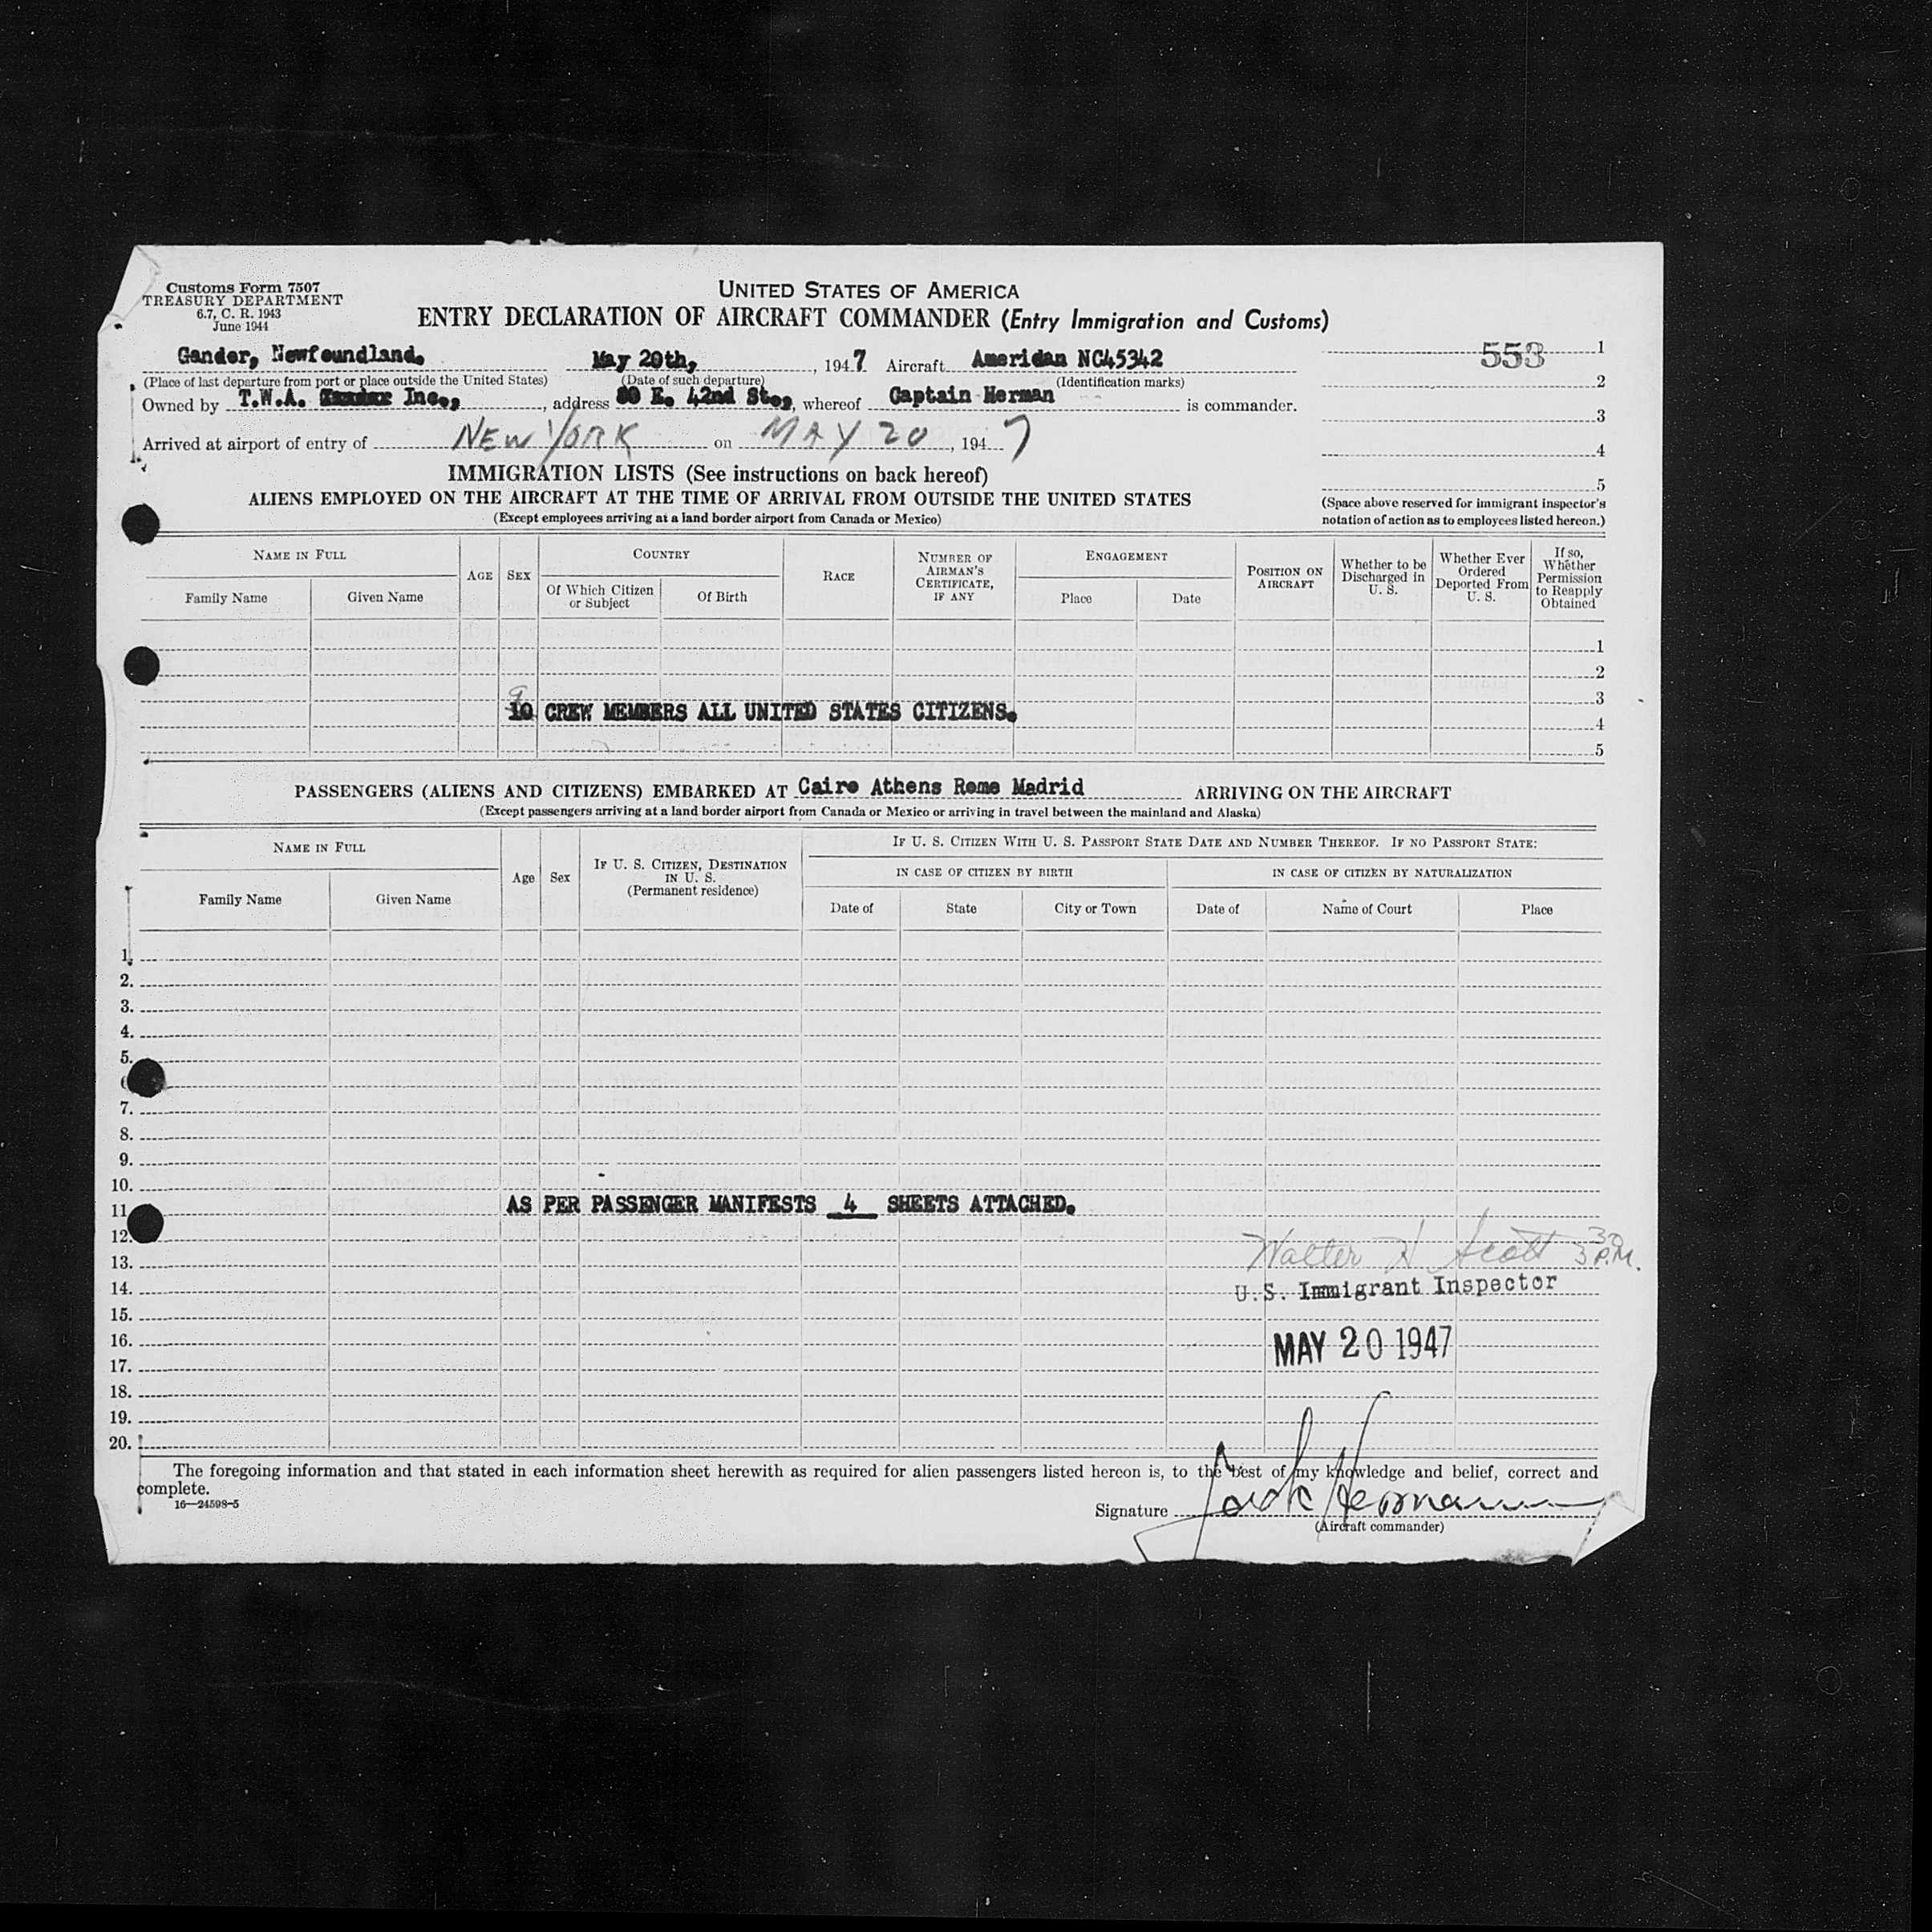 Customs Form 7507
TREASURY DEPARTMENT
6.7, C. R. 1943
June 1944
UNITED STATES OF AMERICA
ENTRY DECLARATION OF AIRCRAFT COMMANDER (Entry Immigration and Customs)
Gander, Newfoundland. May 20th, , 1947 Aircraft Ameridan NC45342
(Place of last departure from port or place outside the United States) (Date of such departure) (Identification marks)
553 1
2
3
4
5
Owned by T.W.A. Inc., , address E. 42nd St., whereof Captain Herman is commander.
Arrived at airport of entry of NEW YORK on MAY 20, 1947
IMMIGRATION LISTS (See instructions on back hereof)
ALIENS EMPLOYED ON THE AIRCRAFT AT THE TIME OF ARRIVAL FROM OUTSIDE THE UNITED STATES
(Except employees arriving at a land border airport from Canada or Mexico)
(Space above reserved for immigrant inspector's
notation of action as to employees listed hereon.)
NAME IN FULL
Family Name
Given Name
AGE
SEX
COUNTRY
Of Which Citizen
or Subject
Of Birth
RACE
NUMBER OF
AIRMAN'S
CERTIFICATE,
IF ANY
ENGAGEMENT
Place
Date
POSITION ON
AIRCRAFT
Whether to be
Discharged in
U. S.
Whether Ever
Ordered
Deported From
U. S.
If so,
Whether
Permission
to Reapply
Obtained
1
2
3
9
10 CREW MEMBERS ALL UNITED STATES CITIZENS.
4
5
PASSENGERS (ALIENS AND CITIZENS) EMBARKED AT Cairo Athens Rome Madrid ARRIVING ON THE AIRCRAFT
(Except passengers arriving at a land border airport from Canada or Mexico or arriving in travel between the mainland and Alaska)
NAME IN FULL
Family Name
Given Name
Age
Sex
IF U. S. CITIZEN, DESTINATION
IN U. S.
(Permanent residence)
IF U. S. CITIZEN WITH U. S. PASSPORT STATE DATE AND NUMBER THEREOF. IF NO PASSPORT STATE:
IN CASE OF CITIZEN BY BIRTH
IN CASE OF CITIZEN BY NATURALIZATION
Date of
State
City or Town
Date of
Name of Court
Place
1.
2.
3.
4.
5.
7.
8.
9.
10.
11 AS PER PASSENGER MANIFESTS 4 SHEETS ATTACHED.
12.
13. Walter H Scott 3 30 P.M.
14. U.S. Immigrant Inspector
15.
16. MAY 20 1947
17.
18.
19.
20.
The foregoing information and that stated in each information sheet herewith as required for alien passengers listed hereon is, to the best of my knowledge and belief, correct and
complete.
16—24598-5
Signature Jack Herman
(Aircraft commander)